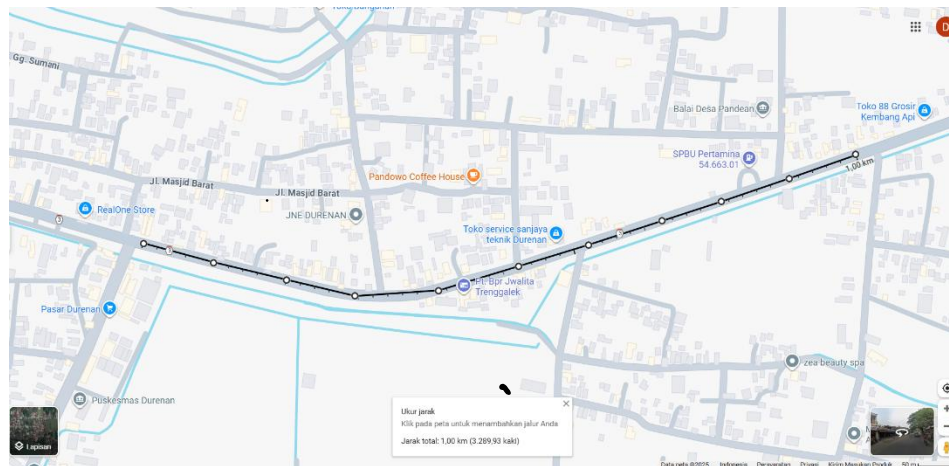 Gg. Sumani
Balai Desa Pandean
Toko 88 Grosir
Kembang Api
SPBU Pertamina
54.663.01
1,00 km
Jl. Masjid Barat
Pandowo Coffee House
Jl. Masjid Barat
RealOne Store
JNE DURENAN
Toko service sanjaya
teknik Durenan
Pt. Bpr Jwalita
Trenggalek
Pasar Durenan
zea beauty spa
Puskesmas Durenan
Ukur jarak
Klik pada peta untuk menambahkan jalur Anda
Jarak total: 1,00 km (3.289,93 kaki)
Lapisan
Data peta ©2025 Indonesia Persyaratan Privasi Kirim Masukan Produk